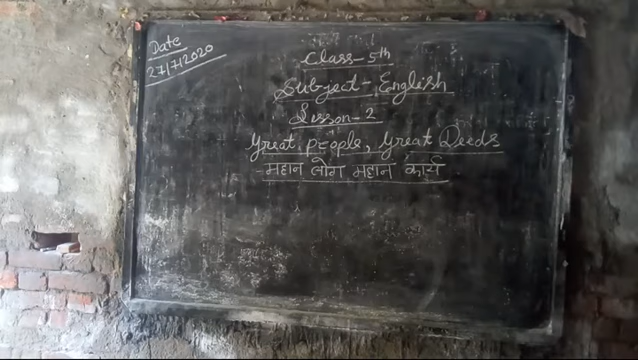 Date
27/7/2020
Class-5th
Subject-English
Lesson-2
Great People, Great Deeds
-महान लोग महान कार्य